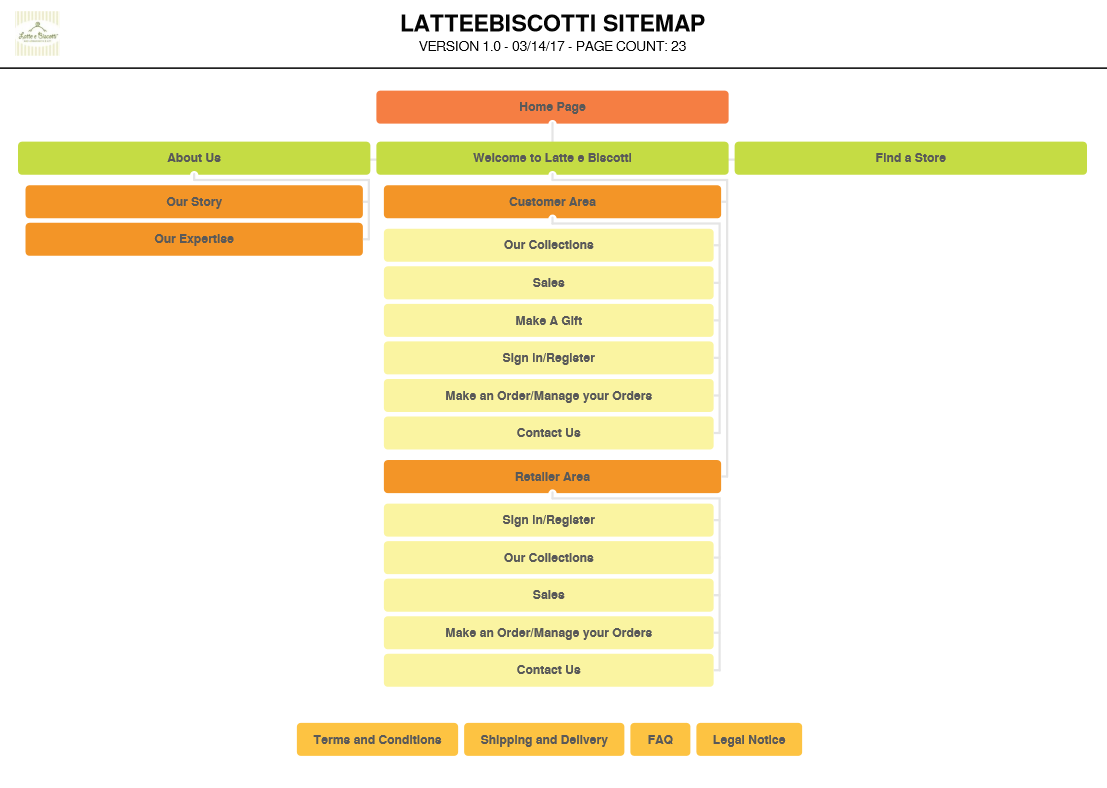 Latte e Biscotti
LATTEEBISCOTTI SITEMAP
VERSION 1.0 - 03/14/17 - PAGE COUNT: 23
Home Page
About Us
Welcome to Latte e Biscotti
Find a Store
Our Story
Our Expertise
Customer Area
Our Collections
Sales
Make A Gift
Sign in/Register
Make an Order/Manage your Orders
Contact Us
Retailer Area
Sign in/Register
Our Collections
Sales
Make an Order/Manage your Orders
Contact Us
Terms and Conditions
Shipping and Delivery
FAQ
Legal Notice